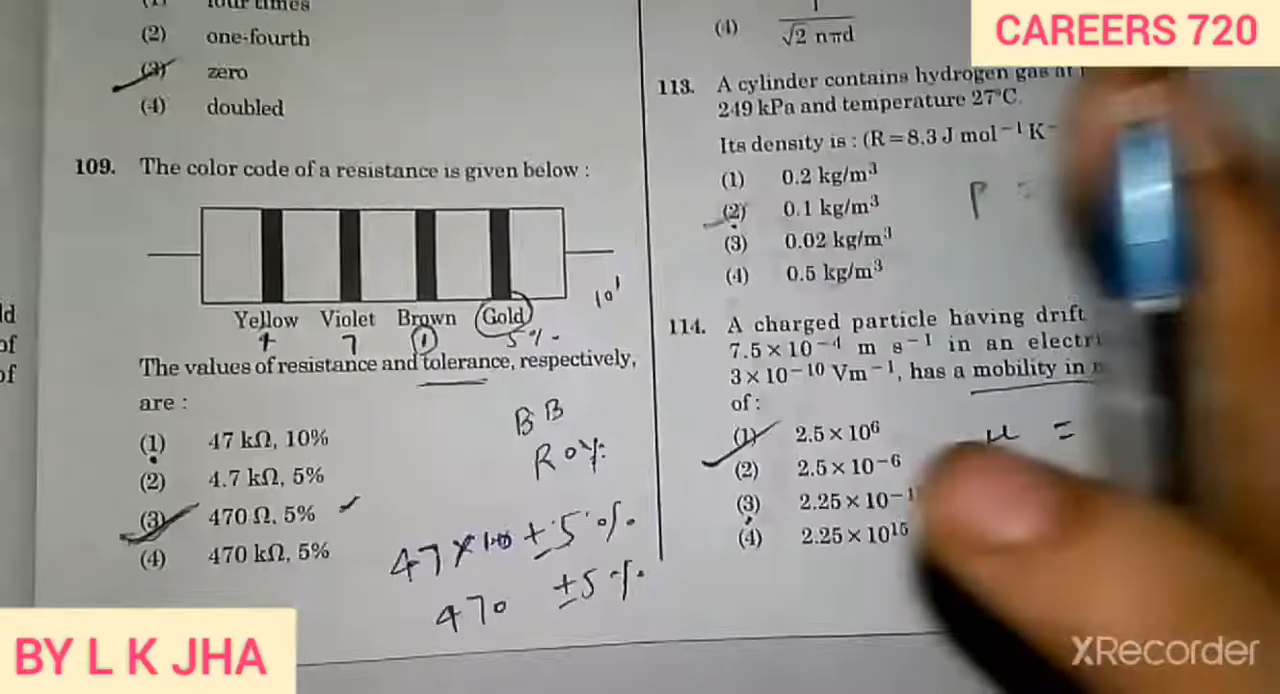 four times
(2) one-fourth
(3) zero
(4) doubled
109. The color code of a resistance is given below :
Yellow Violet Brown Gold
4 7 1 5%
10¹
The values of resistance and tolerance, respectively,
are :
(1) 47 kΩ, 10%
(2) 4.7 kΩ, 5%
(3) 470 Ω, 5%
(4) 470 kΩ, 5%
B B
R O Y
47 × 10 ± 5 %
470 ± 5 %
BY L K JHA
ld
of
of
CAREERS 720
(4) 1
√2 nπd
113. A cylinder contains hydrogen gas at
249 kPa and temperature 27°C.
Its density is : (R = 8.3 J mol⁻¹ K⁻
(1) 0.2 kg/m³
(2) 0.1 kg/m³
(3) 0.02 kg/m³
(4) 0.5 kg/m³
P =
114. A charged particle having drift
7.5 × 10⁻⁴ m s⁻¹ in an electri
3 × 10⁻¹⁰ Vm⁻¹, has a mobility in
of :
(1) 2.5 × 10⁶
(2) 2.5 × 10⁻⁶
(3) 2.25 × 10⁻¹
(4) 2.25 × 10¹⁵
μ =
XRecorder